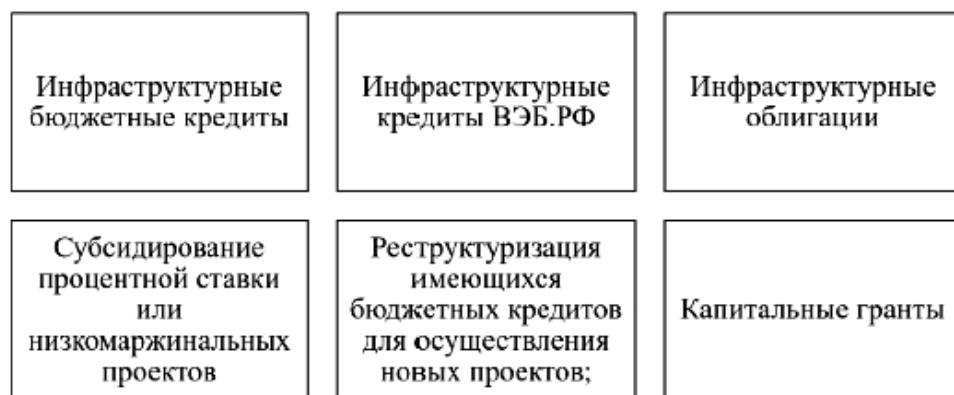 Инфраструктурные
бюджетные кредиты
Инфраструктурные
кредиты ВЭБ.РФ
Инфраструктурные
облигации
Субсидирование
процентной ставки
или
низкомаржинальных
проектов
Реструктуризация
имеющихся
бюджетных кредитов
для осуществления
новых проектов;
Капитальные гранты